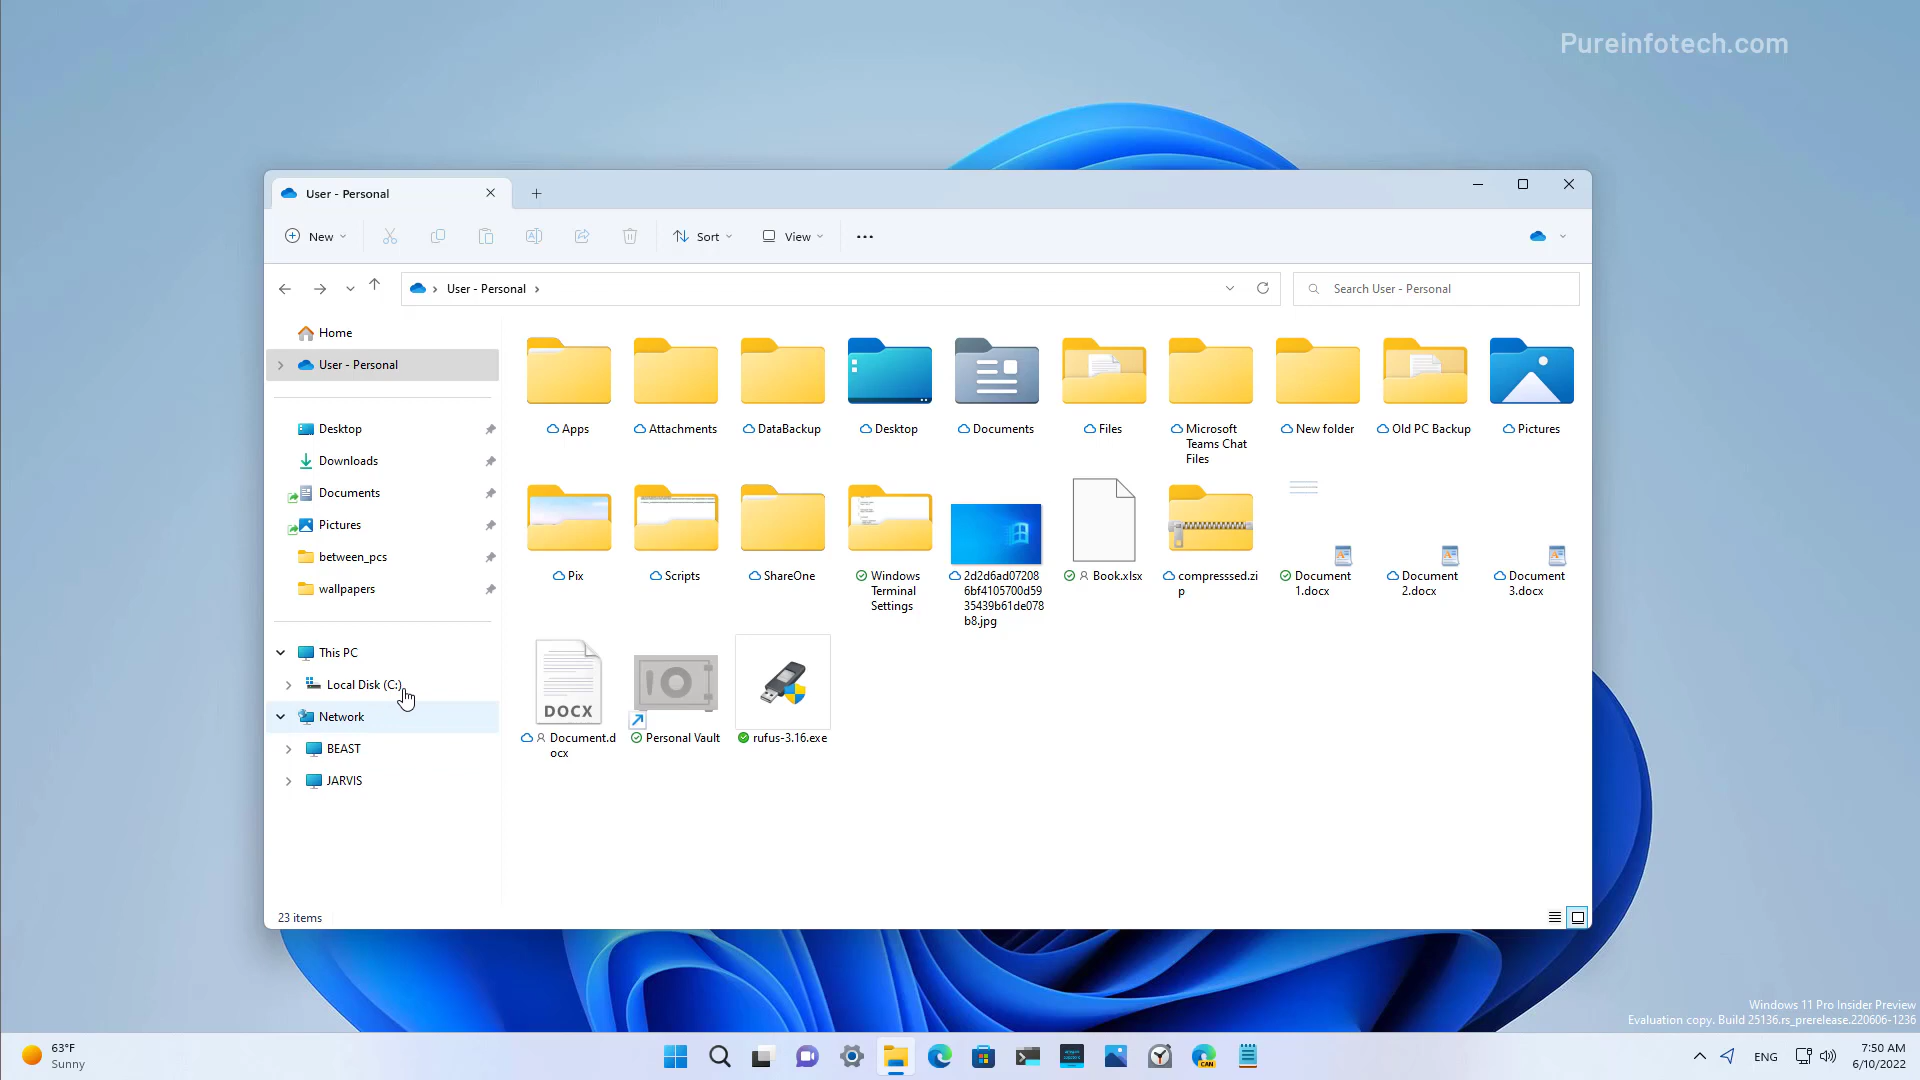 Pureinfotech.com
User - Personal
New
Sort
View
User - Personal
Search User - Personal
Home
User - Personal
Desktop
Downloads
Documents
Pictures
between_pcs
wallpapers
This PC
Local Disk (C:)
Network
BEAST
JARVIS
Apps
Attachments
DataBackup
Desktop
Documents
Files
Microsoft
Teams Chat
Files
New folder
Old PC Backup
Pictures
Pix
Scripts
ShareOne
Windows
Terminal
Settings
2d2d6ad07208
6bf4105700d59
35439b61de078
b8.jpg
Book.xlsx
compresssed.zi
p
Document
1.docx
Document
2.docx
Document
3.docx
DOCX
Document.d
ocx
Personal Vault
rufus-3.16.exe
23 items
Windows 11 Pro Insider Preview
Evaluation copy. Build 25136.rs_prerelease.220606-1236
63°F
Sunny
CAN
ENG
7:50 AM
6/10/2022